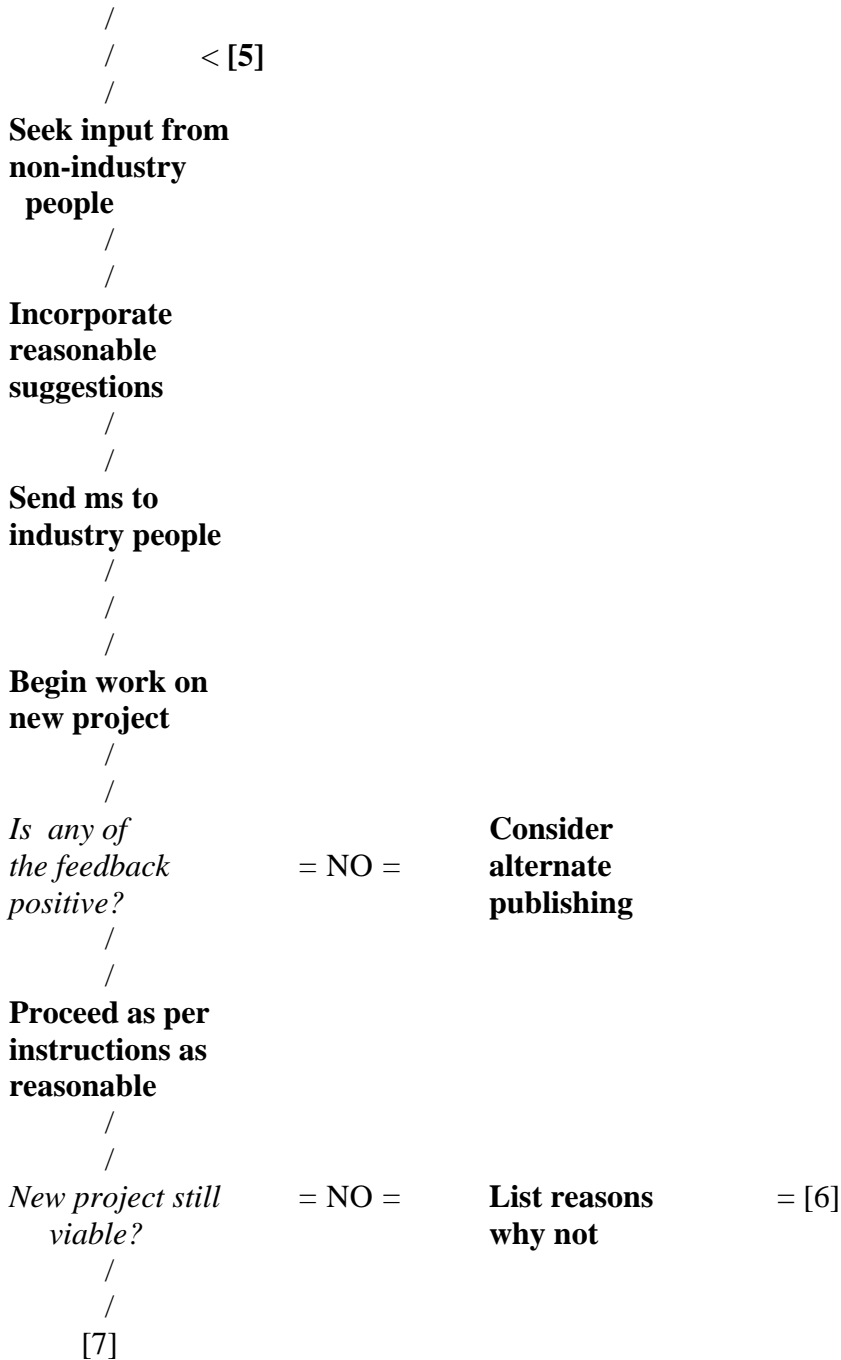 /
/ < [5]
/
Seek input from
non-industry
people
/
/
Incorporate
reasonable
suggestions
/
/
Send ms to
industry people
/
/
/
Begin work on
new project
/
/
Is any of Consider
the feedback = NO = alternate
positive? publishing
/
/
Proceed as per
instructions as
reasonable
/
/
New project still = NO = List reasons = [6]
viable? why not
/
/
[7]